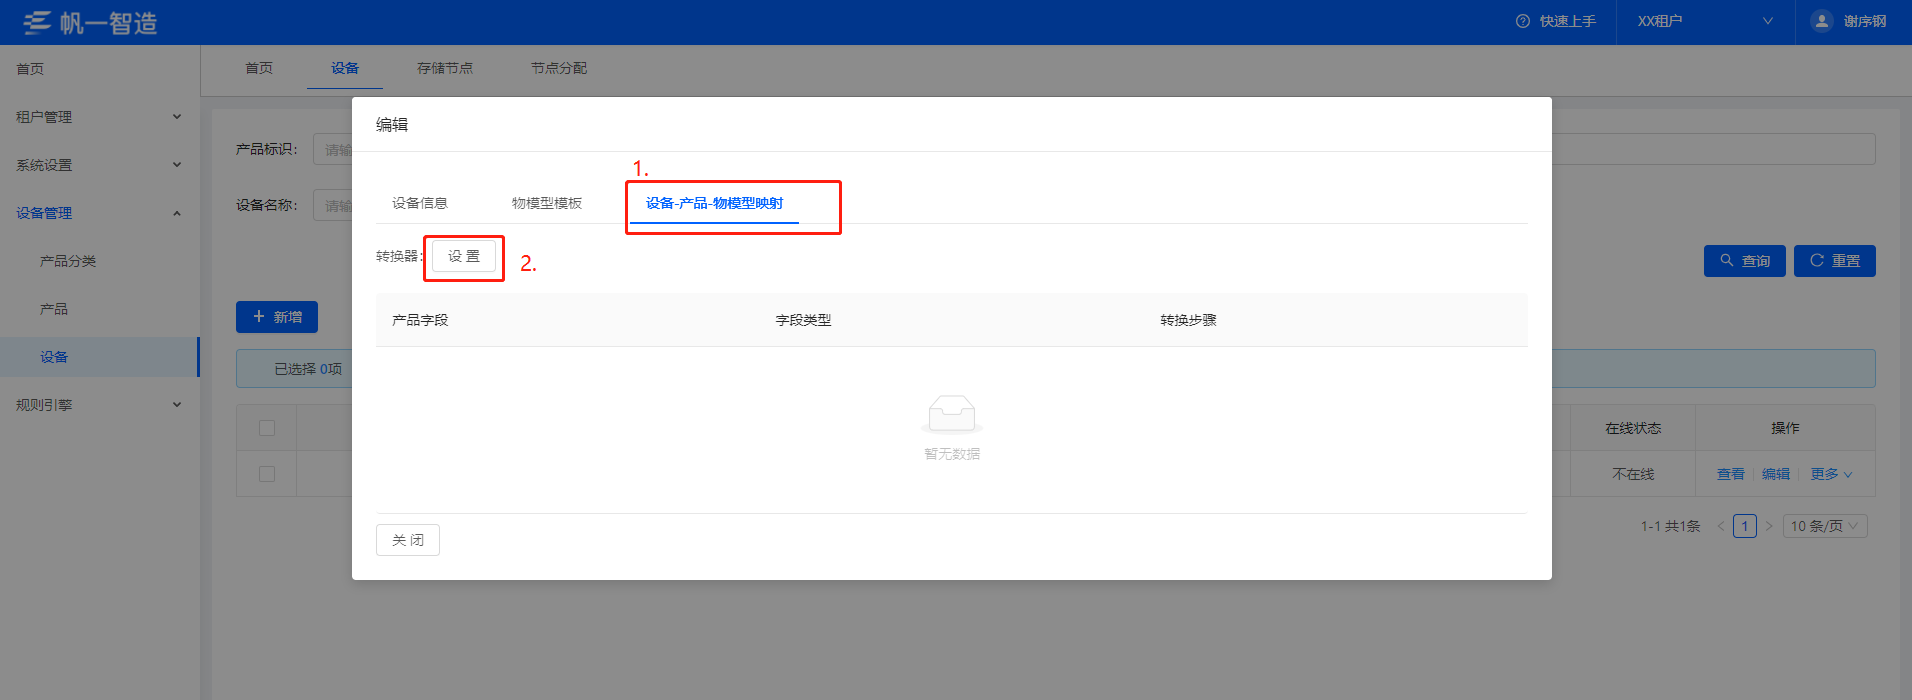 帆一智造
快速上手
XX租户
谢序钢
首页
租户管理
系统设置
设备管理
产品分类
产品
设备
规则引擎
首页
设备
存储节点
节点分配
产品标识：
请输
设备名称：
请输
查询
重置
新增
已选择 0项
编辑
1.
设备信息
物模型模板
设备-产品-物模型映射
转换器：
设 置
2.
产品字段
字段类型
转换步骤
暂无数据
关 闭
在线状态
操作
不在线
查看
编辑
更多
1-1 共1条
1
10 条/页